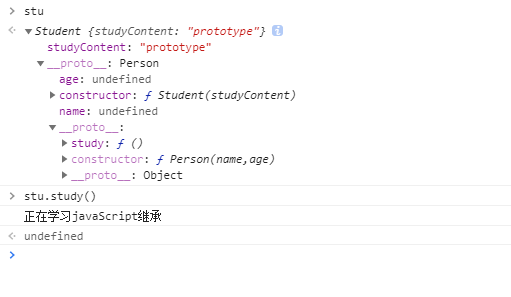 stu
Student {studyContent: "prototype"}
studyContent: "prototype"
__proto__: Person
age: undefined
constructor: ƒ Student(studyContent)
name: undefined
__proto__:
study: ƒ ()
constructor: ƒ Person(name,age)
__proto__: Object
stu.study()
正在学习javaScript继承
undefined